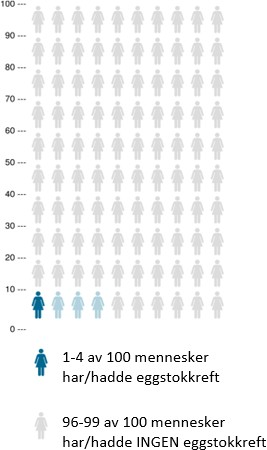 100 ---
90 ---
80 ---
70 ---
60 ---
50 ---
40 ---
30 ---
20 ---
10 ---
0 ---
1-4 av 100 mennesker
har/hadde eggstokkreft
96-99 av 100 mennesker
har/hadde INGEN eggstokkreft